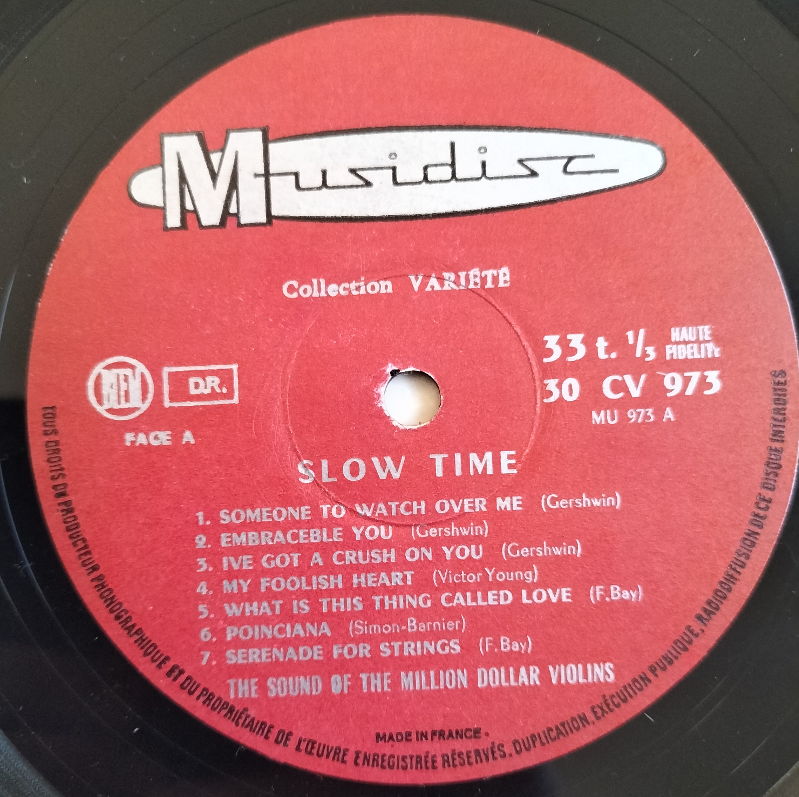 Musidisc
Collection VARIÉTÉ
33 t. 1/3 HAUTE FIDELITE
30 CV 973
MU 973 A
BIEM
D.R.
FACE A
SLOW TIME
1. SOMEONE TO WATCH OVER ME (Gershwin)
2. EMBRACEBLE YOU (Gershwin)
3. IVE GOT A CRUSH ON YOU (Gershwin)
4. MY FOOLISH HEART (Victor Young)
5. WHAT IS THIS THING CALLED LOVE (F.Bay)
6. POINCIANA (Simon-Barnier)
7. SERENADE FOR STRINGS (F.Bay)
THE SOUND OF THE MILLION DOLLAR VIOLINS
MADE IN FRANCE.
TOUS DROITS DU PRODUCTEUR PHONOGRAPHIQUE ET DU PROPRIÉTAIRE DE L'ŒUVRE ENREGISTRÉE RÉSERVÉS. DUPLICATION, EXÉCUTION PUBLIQUE, RADIODIFFUSION DE CE DISQUE INTERDITES